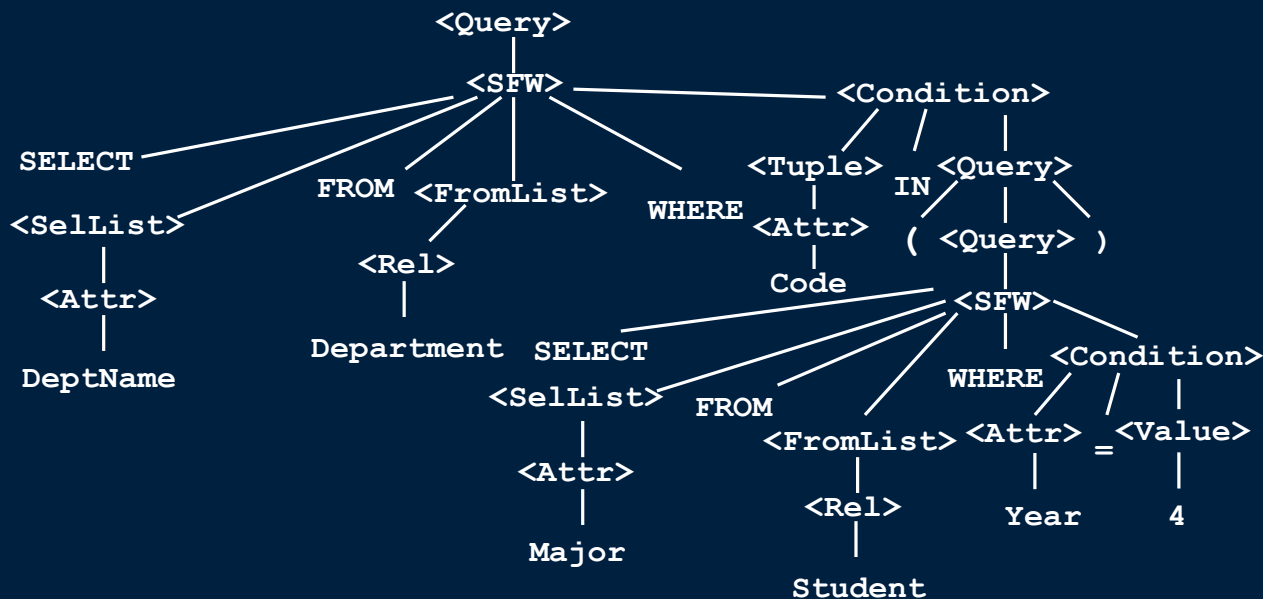 <Query>
<SFW>
<Condition>
SELECT
FROM
<FromList>
WHERE
<Tuple>
IN
<Query>
<SelList>
<Rel>
<Attr>
( <Query> )
<Attr>
Department
Code
<SFW>
DeptName
SELECT
<SelList>
FROM
<FromList>
WHERE
<Condition>
<Attr>
<Rel>
<Attr>
=
<Value>
Major
Student
Year
4